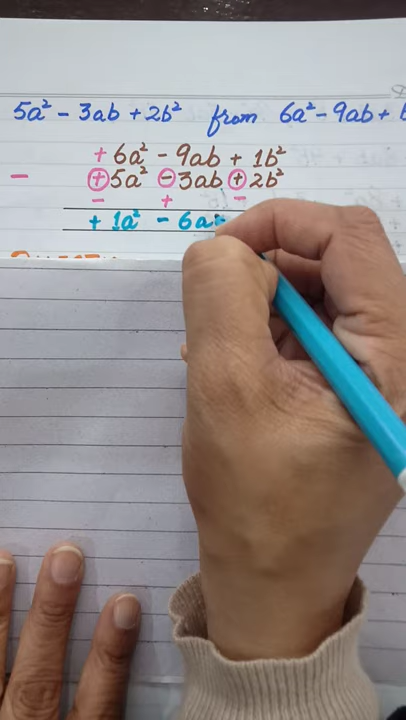 5a² - 3ab + 2b² from 6a² - 9ab + b
+ 6a² - 9ab + 1b²
- + 5a² - 3ab + 2b²
- + -
+ 1a² - 6a